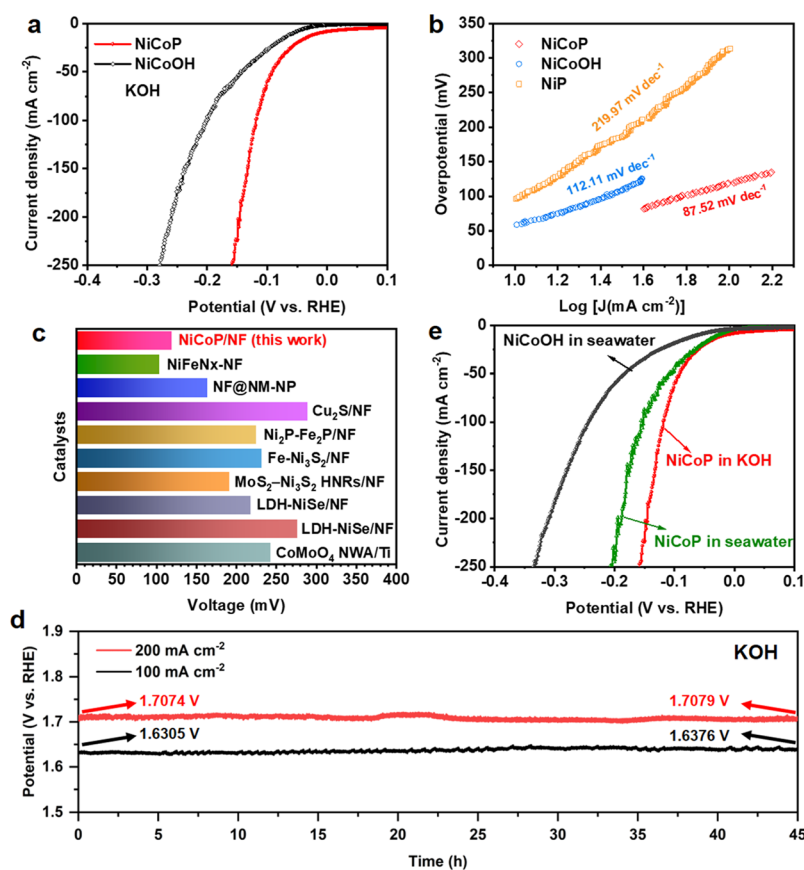 a
NiCoP
NiCoOH
KOH
0
-50
-100
-150
-200
-250
-0.4
-0.3
-0.2
-0.1
0.0
0.1
Current density (mA cm⁻²)
Potential (V vs. RHE)
b
NiCoP
NiCoOH
NiP
219.97 mV dec⁻¹
112.11 mV dec⁻¹
87.52 mV dec⁻¹
350
300
250
200
150
100
50
0
1.0
1.2
1.4
1.6
1.8
2.0
2.2
Overpotential (mV)
Log [J(mA cm⁻²)]
c
NiCoP/NF (this work)
NiFeNx-NF
NF@NM-NP
Cu₂S/NF
Ni₂P-Fe₂P/NF
Fe-Ni₃S₂/NF
MoS₂–Ni₃S₂ HNRs/NF
LDH-NiSe/NF
LDH-NiSe/NF
CoMoO₄ NWA/Ti
Catalysts
0
50
100
150
200
250
300
350
400
Voltage (mV)
e
NiCoOH in seawater
NiCoP in KOH
NiCoP in seawater
0
-50
-100
-150
-200
-250
-0.4
-0.3
-0.2
-0.1
0.0
0.1
Current density (mA cm⁻²)
Potential (V vs. RHE)
d
200 mA cm⁻²
100 mA cm⁻²
KOH
1.7074 V
1.7079 V
1.6305 V
1.6376 V
1.9
1.8
1.7
1.6
1.5
0
5
10
15
20
25
30
35
40
45
Potential (V vs. RHE)
Time (h)